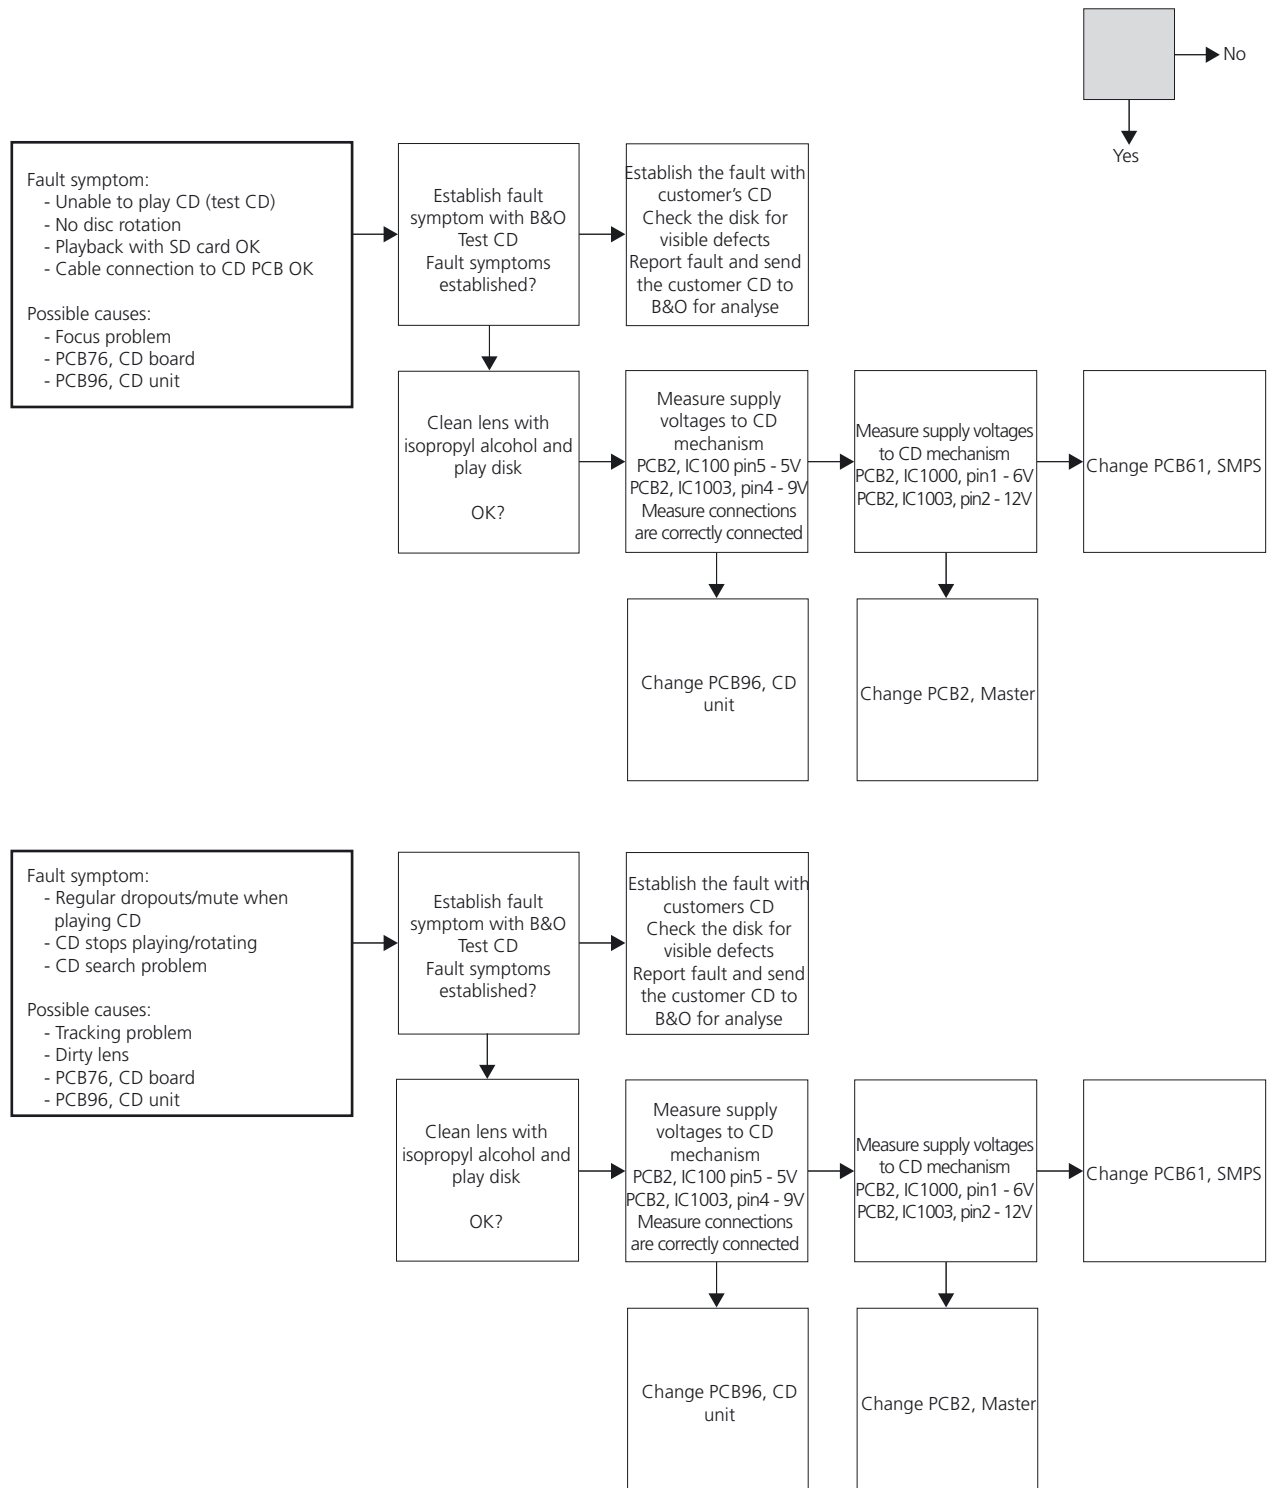 No
Yes
Fault symptom:
- Unable to play CD (test CD)
- No disc rotation
- Playback with SD card OK
- Cable connection to CD PCB OK
Possible causes:
- Focus problem
- PCB76, CD board
- PCB96, CD unit
Establish fault
symptom with B&O
Test CD
Fault symptoms
established?
Establish the fault with
customer's CD
Check the disk for
visible defects
Report fault and send
the customer CD to
B&O for analyse
Clean lens with
isopropyl alcohol and
play disk
OK?
Measure supply
voltages to CD
mechanism
PCB2, IC100 pin5 - 5V
PCB2, IC1003, pin4 - 9V
Measure connections
are correctly connected
Measure supply voltages
to CD mechanism
PCB2, IC1000, pin1 - 6V
PCB2, IC1003, pin2 - 12V
Change PCB61, SMPS
Change PCB96, CD
unit
Change PCB2, Master
Fault symptom:
- Regular dropouts/mute when
playing CD
- CD stops playing/rotating
- CD search problem
Possible causes:
- Tracking problem
- Dirty lens
- PCB76, CD board
- PCB96, CD unit
Establish fault
symptom with B&O
Test CD
Fault symptoms
established?
Establish the fault with
customers CD
Check the disk for
visible defects
Report fault and send
the customer CD to
B&O for analyse
Clean lens with
isopropyl alcohol and
play disk
OK?
Measure supply
voltages to CD
mechanism
PCB2, IC100 pin5 - 5V
PCB2, IC1003, pin4 - 9V
Measure connections
are correctly connected
Measure supply voltages
to CD mechanism
PCB2, IC1000, pin1 - 6V
PCB2, IC1003, pin2 - 12V
Change PCB61, SMPS
Change PCB96, CD
unit
Change PCB2, Master